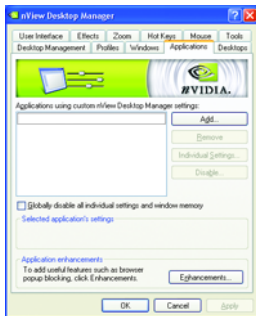 nView Desktop Manager
User Interface Effects Zoom Hot Keys Mouse Tools
Desktop Management Profiles Windows Applications Desktops
NVIDIA.
Applications using custom nView Desktop Manager settings:
Add...
Remove
Individual Settings...
Disable...
Globally disable all individual settings and window memory
Selected application's settings
Application enhancements
To add useful features such as browser
popup blocking, click Enhancements.
Enhancements...
OK Cancel Apply